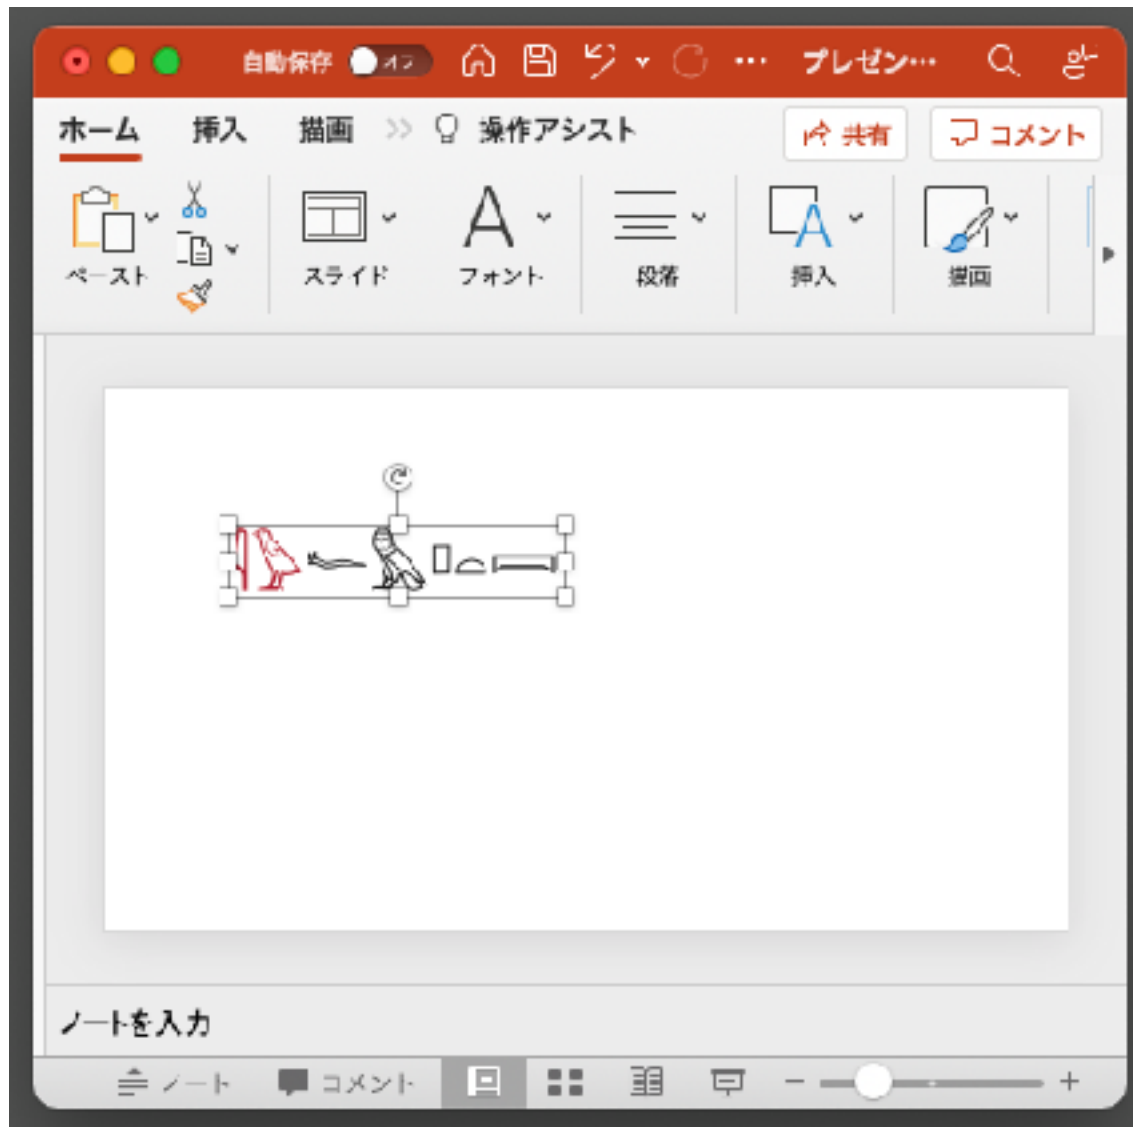 自動保存 オフ プレゼン…
ホーム 挿入 描画 操作アシスト 共有 コメント
ペースト スライド フォント 段落 挿入 描画
𓇋𓅱𓆑𓅓𓊪𓏏𓈇
ノートを入力
ノート コメント